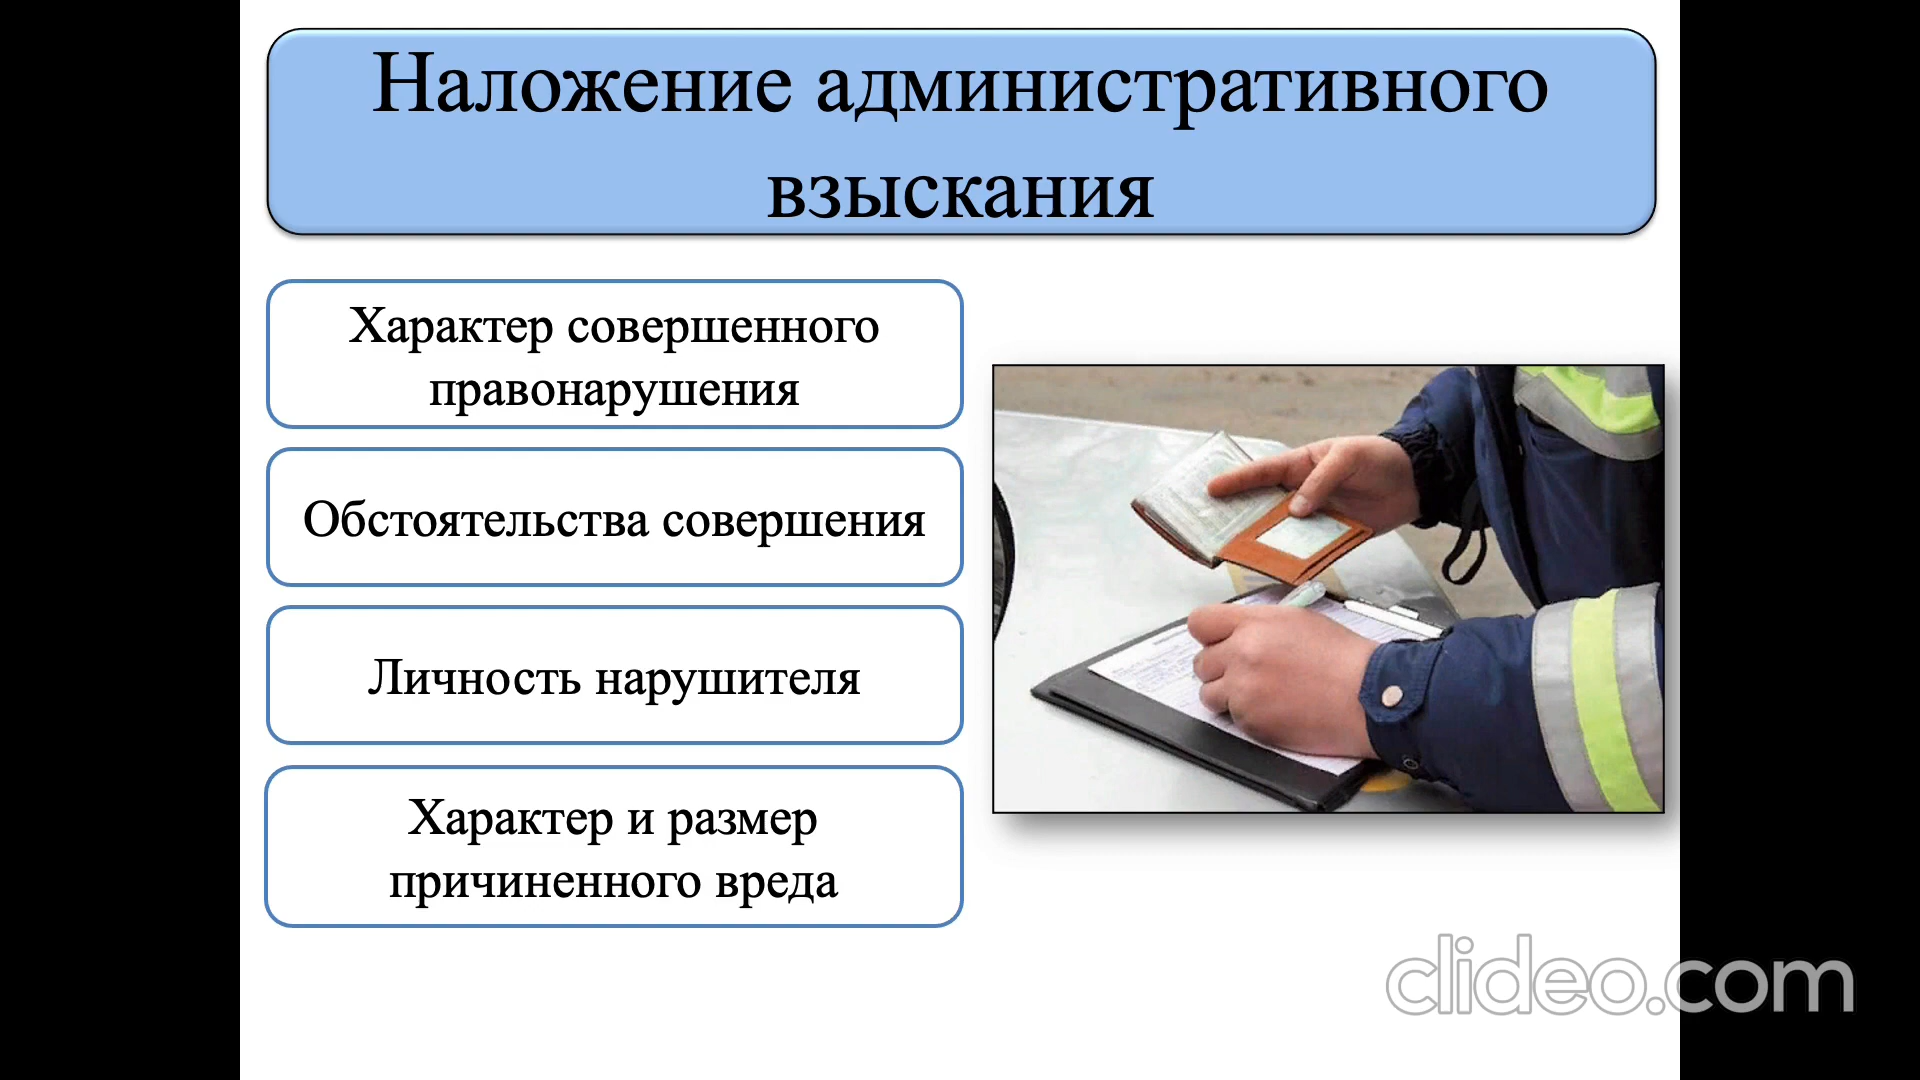 Наложение административного
взыскания
Характер совершенного
правонарушения
Обстоятельства совершения
Личность нарушителя
Характер и размер
причиненного вреда
clideo.com